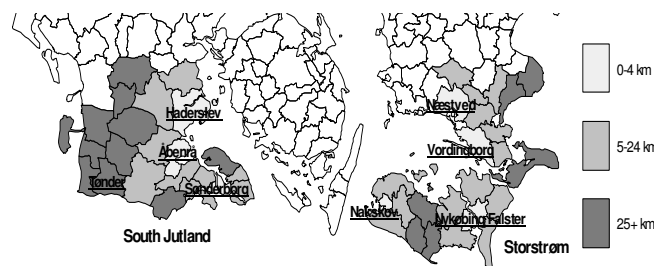 0-4 km
Næstved
Haderslev
5-24 km
Åbenrå
Vordingborg
Tønder
Sønderborg
Nakskov
Nykøbing Falster
25+ km
South Jutland
Storstrøm